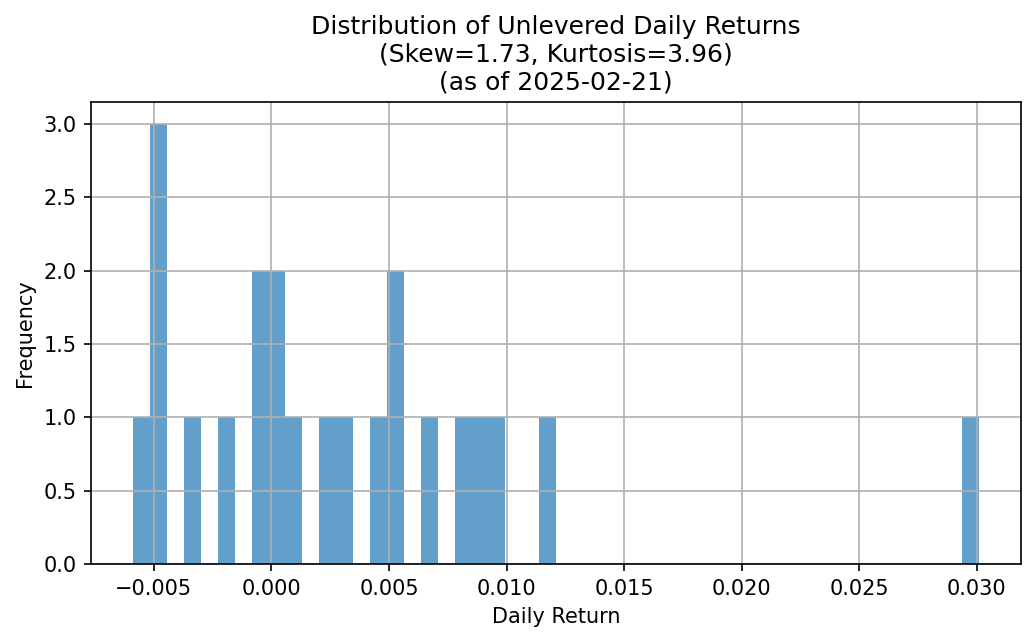 Distribution of Unlevered Daily Returns
(Skew=1.73, Kurtosis=3.96)
(as of 2025-02-21)
Frequency
3.0
2.5
2.0
1.5
1.0
0.5
0.0
−0.005 0.000 0.005 0.010 0.015 0.020 0.025 0.030
Daily Return